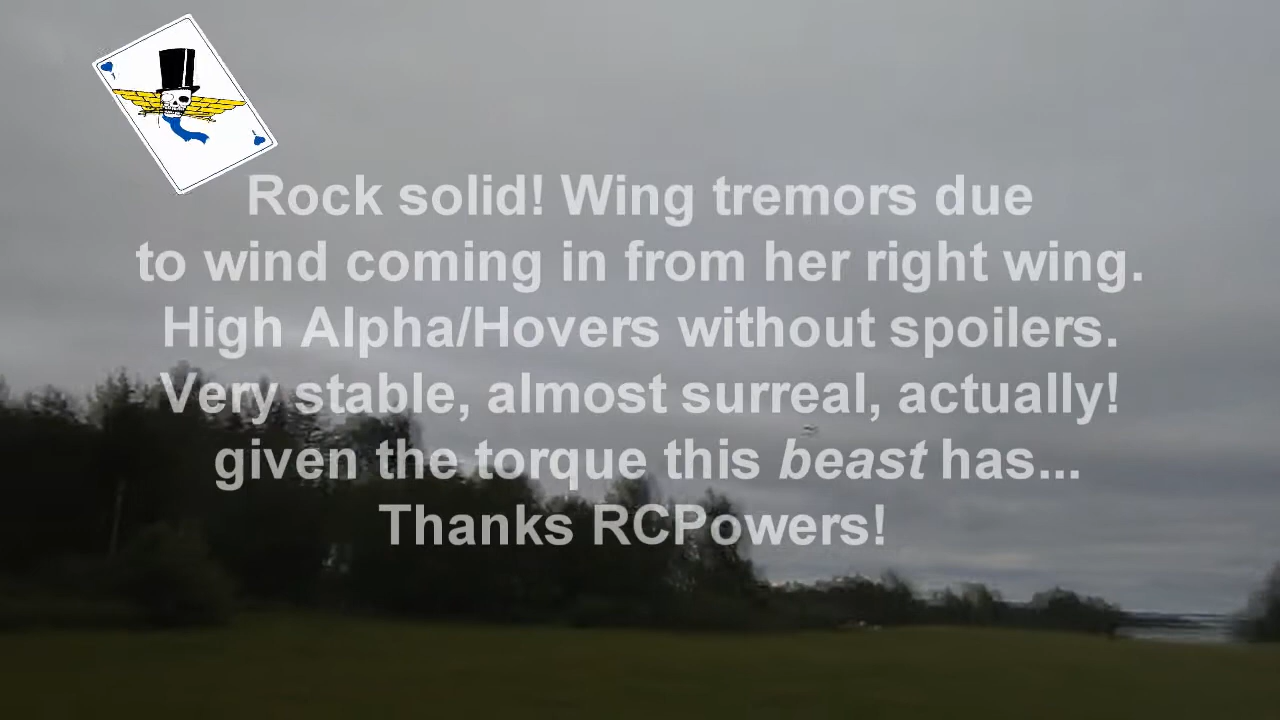 Rock solid! Wing tremors due
to wind coming in from her right wing.
High Alpha/Hovers without spoilers.
Very stable, almost surreal, actually!
given the torque this beast has...
Thanks RCPowers!